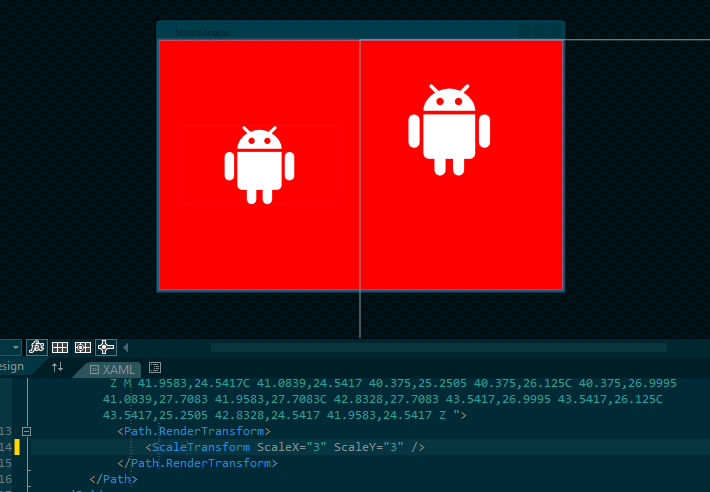 MainWindow
esign
XAML
Z M 41.9583,24.5417C 41.0839,24.5417 40.375,25.2505 40.375,26.125C 40.375,26.9995
41.0839,27.7083 41.9583,27.7083C 42.8328,27.7083 43.5417,26.9995 43.5417,26.125C
43.5417,25.2505 42.8328,24.5417 41.9583,24.5417 Z ">
13 <Path.RenderTransform>
14 <ScaleTransform ScaleX="3" ScaleY="3" />
15 </Path.RenderTransform>
16 </Path>